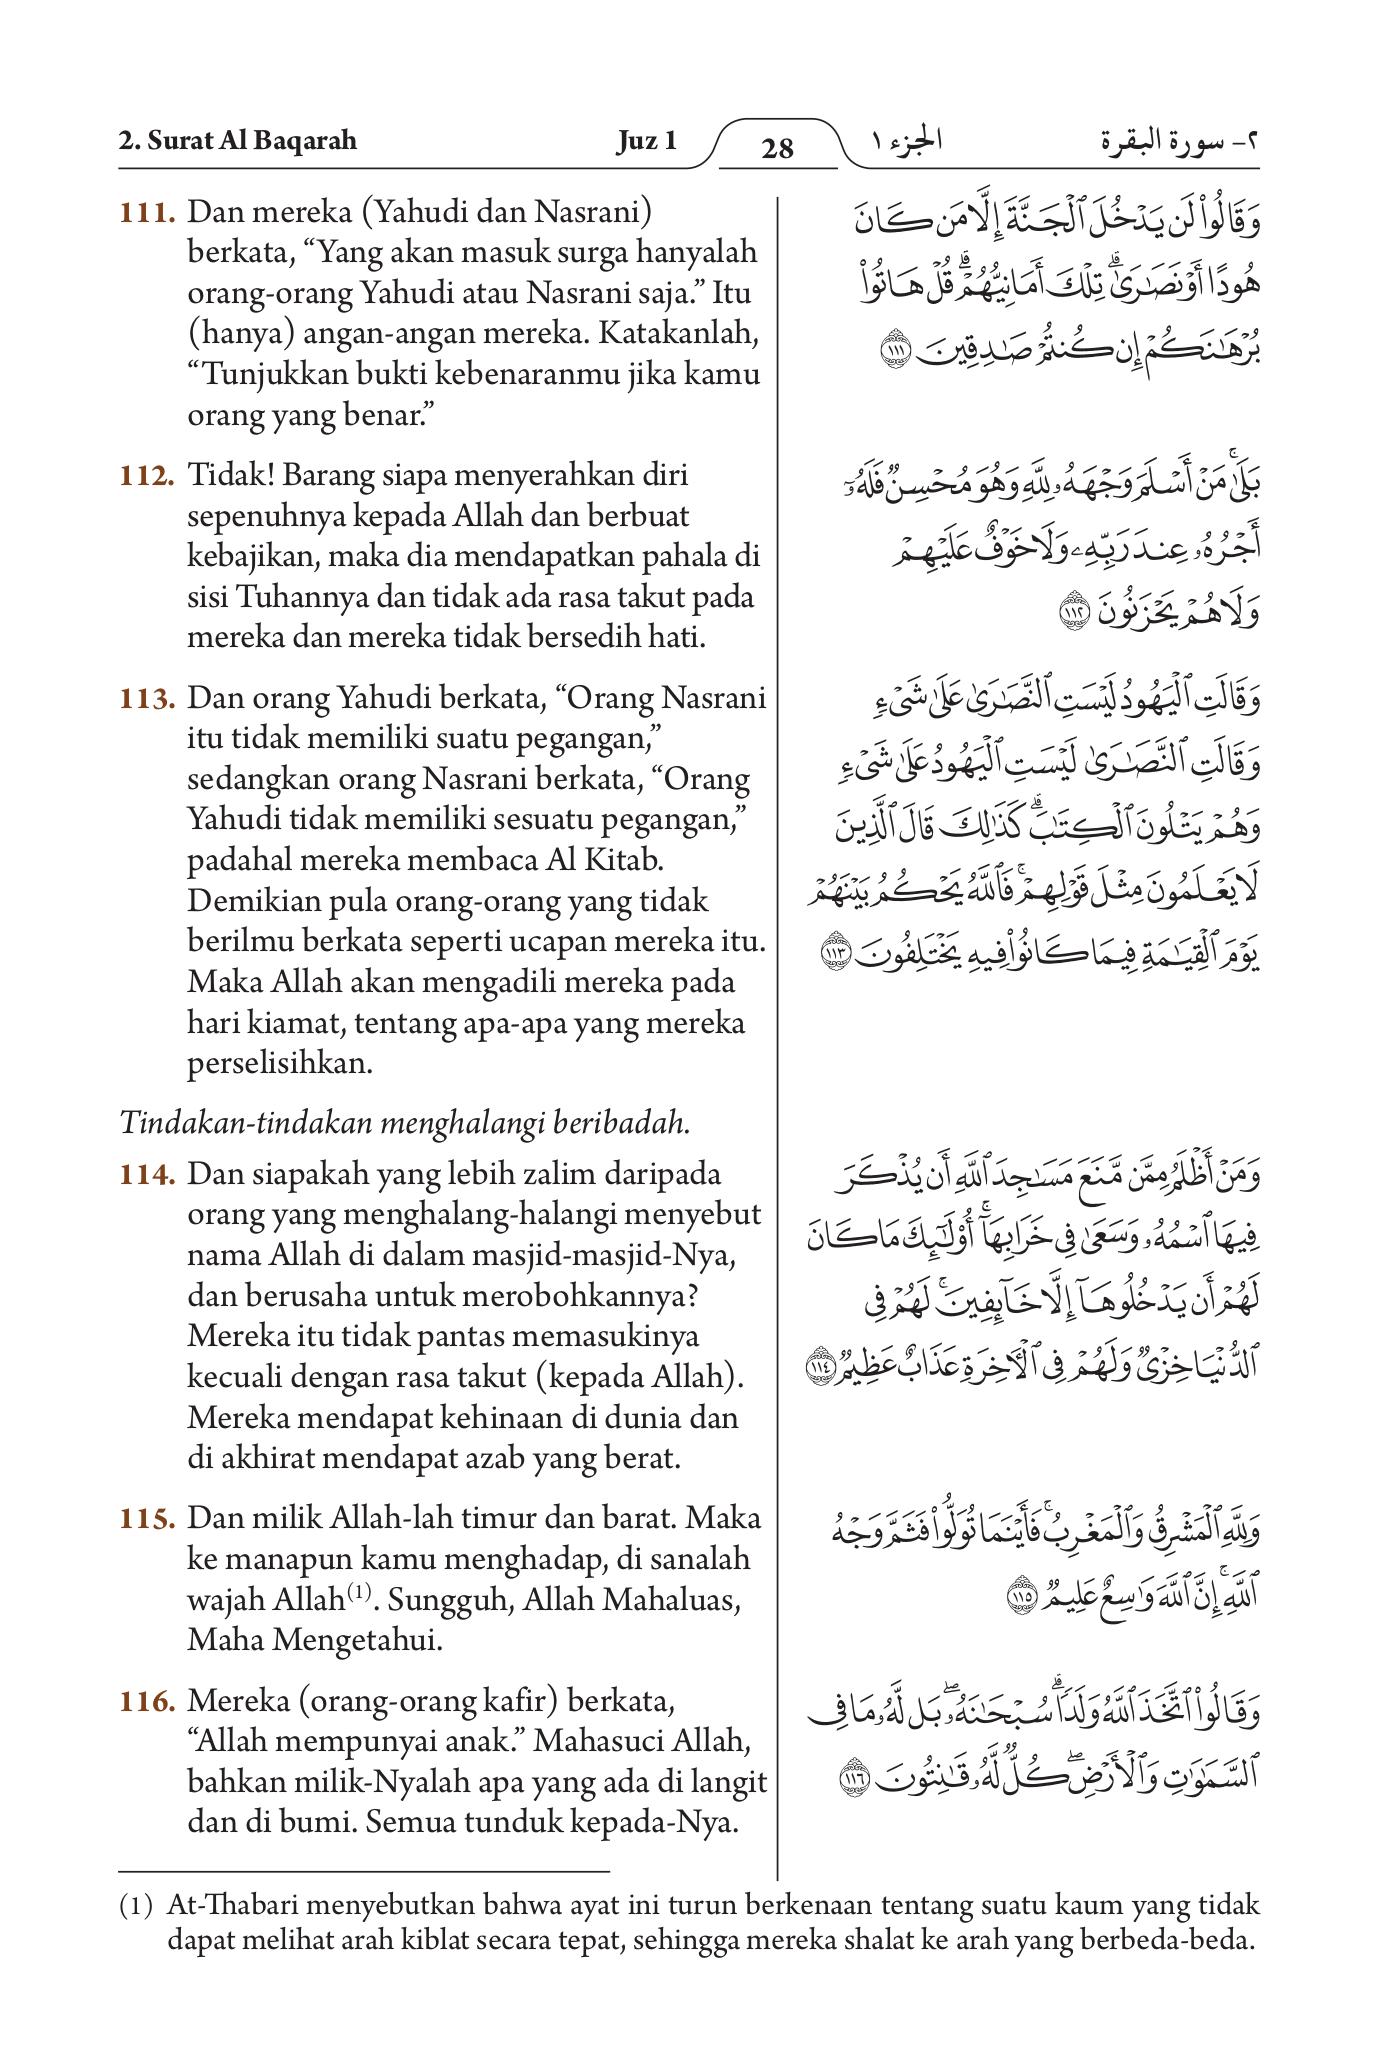 2. Surat Al Baqarah
Juz 1
28
الجزء ١
٢- سورة البقرة
111. Dan mereka (Yahudi dan Nasrani)
berkata, “Yang akan masuk surga hanyalah
orang-orang Yahudi atau Nasrani saja.” Itu
(hanya) angan-angan mereka. Katakanlah,
“Tunjukkan bukti kebenaranmu jika kamu
orang yang benar.”
112. Tidak! Barang siapa menyerahkan diri
sepenuhnya kepada Allah dan berbuat
kebajikan, maka dia mendapatkan pahala di
sisi Tuhannya dan tidak ada rasa takut pada
mereka dan mereka tidak bersedih hati.
113. Dan orang Yahudi berkata, “Orang Nasrani
itu tidak memiliki suatu pegangan,”
sedangkan orang Nasrani berkata, “Orang
Yahudi tidak memiliki sesuatu pegangan,”
padahal mereka membaca Al Kitab.
Demikian pula orang-orang yang tidak
berilmu berkata seperti ucapan mereka itu.
Maka Allah akan mengadili mereka pada
hari kiamat, tentang apa-apa yang mereka
perselisihkan.
Tindakan-tindakan menghalangi beribadah.
114. Dan siapakah yang lebih zalim daripada
orang yang menghalang-halangi menyebut
nama Allah di dalam masjid-masjid-Nya,
dan berusaha untuk merobohkannya?
Mereka itu tidak pantas memasukinya
kecuali dengan rasa takut (kepada Allah).
Mereka mendapat kehinaan di dunia dan
di akhirat mendapat azab yang berat.
115. Dan milik Allah-lah timur dan barat. Maka
ke manapun kamu menghadap, di sanalah
wajah Allah(1). Sungguh, Allah Mahaluas,
Maha Mengetahui.
116. Mereka (orang-orang kafir) berkata,
“Allah mempunyai anak.” Mahasuci Allah,
bahkan milik-Nyalah apa yang ada di langit
dan di bumi. Semua tunduk kepada-Nya.
وَقَالُوا۟ لَن يَدْخُلَ ٱلْجَنَّةَ إِلَّا مَن كَانَ
هُودًا أَوْ نَصَـٰرَىٰ ۗ تِلْكَ أَمَانِيُّهُمْ ۗ قُلْ هَاتُوا۟
بُرْهَـٰنَكُمْ إِن كُنتُمْ صَـٰدِقِينَ ١١١
بَلَىٰ ۚ مَنْ أَسْلَمَ وَجْهَهُۥ لِلَّهِ وَهُوَ مُحْسِنٌ فَلَهُۥٓ
أَجْرُهُۥ عِندَ رَبِّهِۦ وَلَا خَوْفٌ عَلَيْهِمْ
وَلَا هُمْ يَحْزَنُونَ ١١٢
وَقَالَتِ ٱلْيَهُودُ لَيْسَتِ ٱلنَّصَـٰرَىٰ عَلَىٰ شَىْءٍ
وَقَالَتِ ٱلنَّصَـٰرَىٰ لَيْسَتِ ٱلْيَهُودُ عَلَىٰ شَىْءٍ
وَهُمْ يَتْلُونَ ٱلْكِتَـٰبَ ۗ كَذَٰلِكَ قَالَ ٱلَّذِينَ
لَا يَعْلَمُونَ مِثْلَ قَوْلِهِمْ ۚ فَٱللَّهُ يَحْكُمُ بَيْنَهُمْ
يَوْمَ ٱلْقِيَـٰمَةِ فِيمَا كَانُوا۟ فِيهِ يَخْتَلِفُونَ ١١٣
وَمَنْ أَظْلَمُ مِمَّن مَّنَعَ مَسَـٰجِدَ ٱللَّهِ أَن يُذْكَرَ
فِيهَا ٱسْمُهُۥ وَسَعَىٰ فِى خَرَابِهَآ ۚ أُو۟لَـٰٓئِكَ مَا كَانَ
لَهُمْ أَن يَدْخُلُوهَآ إِلَّا خَآئِفِينَ ۚ لَهُمْ فِى
ٱلدُّنْيَا خِزْىٌ وَلَهُمْ فِى ٱلْـَٔاخِرَةِ عَذَابٌ عَظِيمٌ ١١٤
وَلِلَّهِ ٱلْمَشْرِقُ وَٱلْمَغْرِبُ ۚ فَأَيْنَمَا تُوَلُّوا۟ فَثَمَّ وَجْهُ
ٱللَّهِ ۚ إِنَّ ٱللَّهَ وَٰسِعٌ عَلِيمٌ ١١٥
وَقَالُوا۟ ٱتَّخَذَ ٱللَّهُ وَلَدًا ۗ سُبْحَـٰنَهُۥ ۖ بَل لَّهُۥ مَا فِى
ٱلسَّمَـٰوَٰتِ وَٱلْأَرْضِ ۖ كُلٌّ لَّهُۥ قَـٰنِتُونَ ١١٦
(1) At-Thabari menyebutkan bahwa ayat ini turun berkenaan tentang suatu kaum yang tidak
dapat melihat arah kiblat secara tepat, sehingga mereka shalat ke arah yang berbeda-beda.